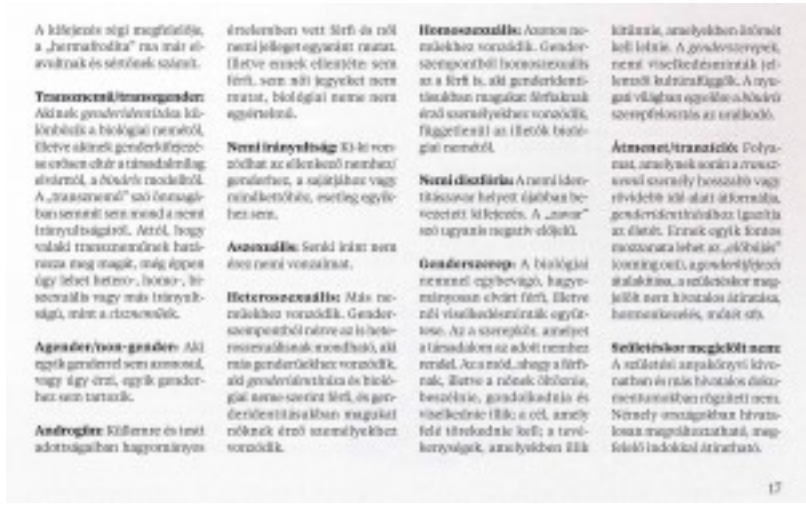 A kifejezés régi megfelelője,
a „hermafrodita" ma már el-
avultnak és sértőnek számít.
Transznemű/transzgender:
Akinek genderidentitása kü-
lönbözik a biológiai nemétől,
illetve akinek genderkifejezé-
se erősen eltér a társadalmilag
elvárttól, a bináris modelltől.
A „transznemű" szó önmagá-
ban semmit sem mond a nemi
irányultságáról. Attól, hogy
valaki transzneműnek hatá-
rozza meg magát, még éppen
úgy lehet hetero-, homo-, bi-
szexuális vagy más irányult-
ságú, mint a ciszneműek.
Agender/non-gender: Aki
egyik genderrel sem azonosul,
vagy úgy érzi, egyik gender-
hez sem tartozik.
Androgün: Külleme és testi
adottságaiban hagyományos
értelemben vett férfi és női
nemi jelleget egyaránt mutat.
Illetve ennek ellentéte: sem
férfi, sem női jegyeket nem
mutat, biológiai neme nem
egyértelmű.
Nemi irányultság: Ki-ki von-
zódhat az ellenkező nemhez/
genderhez, a sajátjához vagy
mindkettőhöz, esetleg egyik-
hez sem.
Aszexuális: Senki iránt nem
érez nemi vonzalmat.
Heteroszexuális: Más ne-
műekhez vonzódik. Gender-
szempontból nézve az is hete-
roszexuálisnak mondható, aki
más genderűekhez vonzódik,
aki genderidentitása és bioló-
giai neme szerint férfi, és gen-
deridentitásukban magukat
nőknek érző személyekhez
vonzódik.
Homoszexuális: Azonos ne-
műekhez vonzódik. Gender-
szempontból homoszexuális
az a férfi is, aki genderidenti-
tásukban magukat férfiaknak
érző személyekhez vonzódik,
függetlenül az illetők bioló-
giai nemétől.
Nemi diszfória: A nemi iden-
titászavar helyett újabban be-
vezetett kifejezés. A „zavar"
szó ugyanis negatív előjelű.
Genderszerep: A biológiai
nemmel egybevágó, hagyo-
mányosan elvárt férfi, illetve
női viselkedésminták együt-
tese. Az a szerepkör, amelyet
a társadalom az adott nemhez
rendel. Az a mód, ahogy a férfi-
nak, illetve a nőnek öltöznie,
beszélnie, gondolkodnia és
viselkednie illik; a cél, amely
felé törekednie kell; a tevé-
kenységek, amelyekben illik
kitűnnie, amelyekben örömét
kell lelnie. A genderszerepek,
nemi viselkedésminták jel-
lemzői kultúrafüggők. A nyu-
gati világban egyelőre a bináris
szerepfelosztás az uralkodó.
Átmenet/tranzíció: Folya-
mat, amelynek során a transz-
nemű személy hosszabb vagy
rövidebb idő alatt átformálja,
genderidentitásához igazítja
az életét. Ennek egyik fontos
mozzanata lehet az „előbújás"
(coming out), a genderkifejezés
átalakítása, a születéskor meg-
jelölt nem hivatalos átíratása,
hormonkezelés, műtét stb.
Születéskor megjelölt nem:
A születési anyakönyvi kivo-
natban és más hivatalos doku-
mentumokban rögzített nem.
Némely országokban hivata-
losan megváltoztatható, meg-
felelő indokkal átíratható.
17